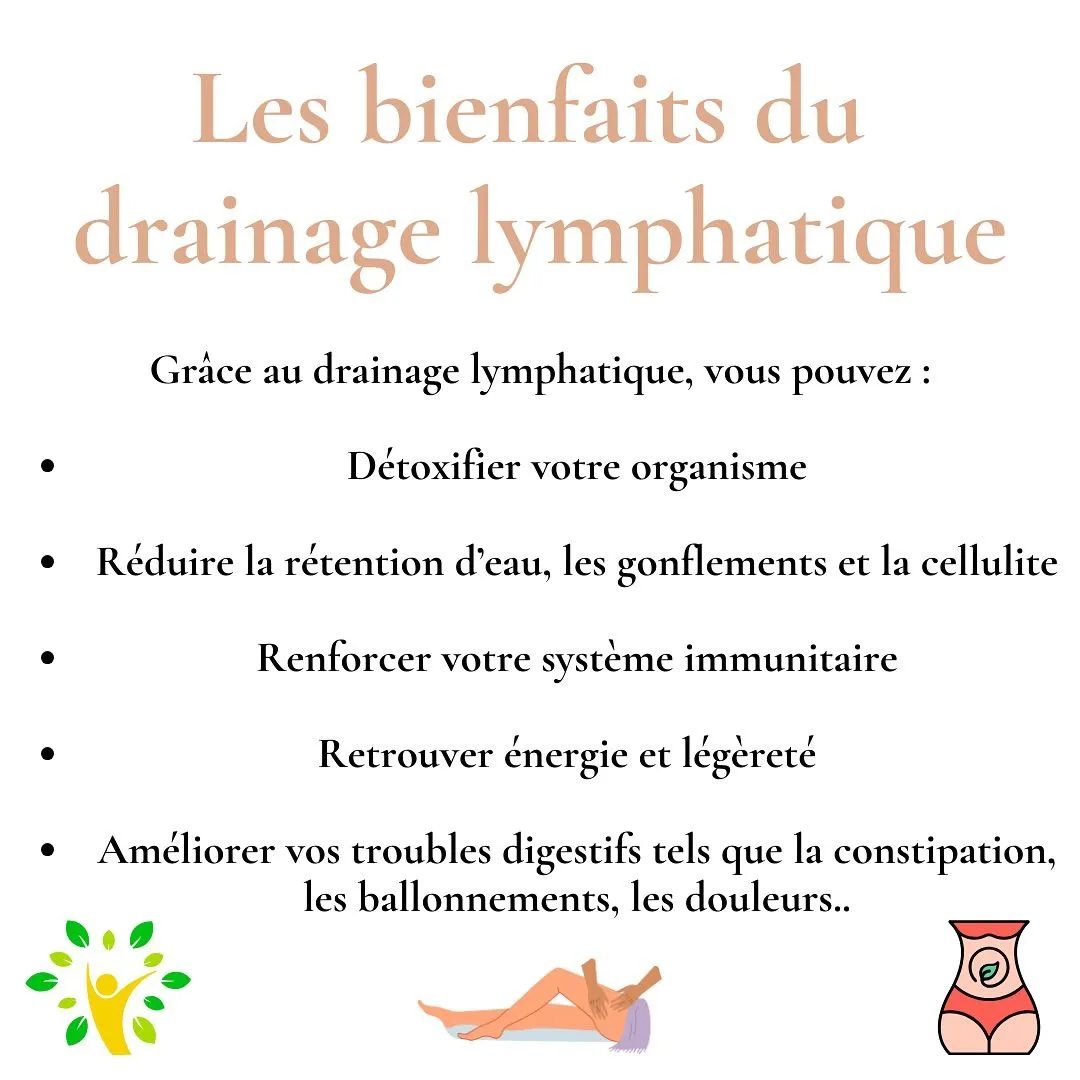 Les bienfaits du
drainage lymphatique
Grâce au drainage lymphatique, vous pouvez :
• Détoxifier votre organisme
• Réduire la rétention d’eau, les gonflements et la cellulite
• Renforcer votre système immunitaire
• Retrouver énergie et légèreté
• Améliorer vos troubles digestifs tels que la constipation,
les ballonnements, les douleurs..